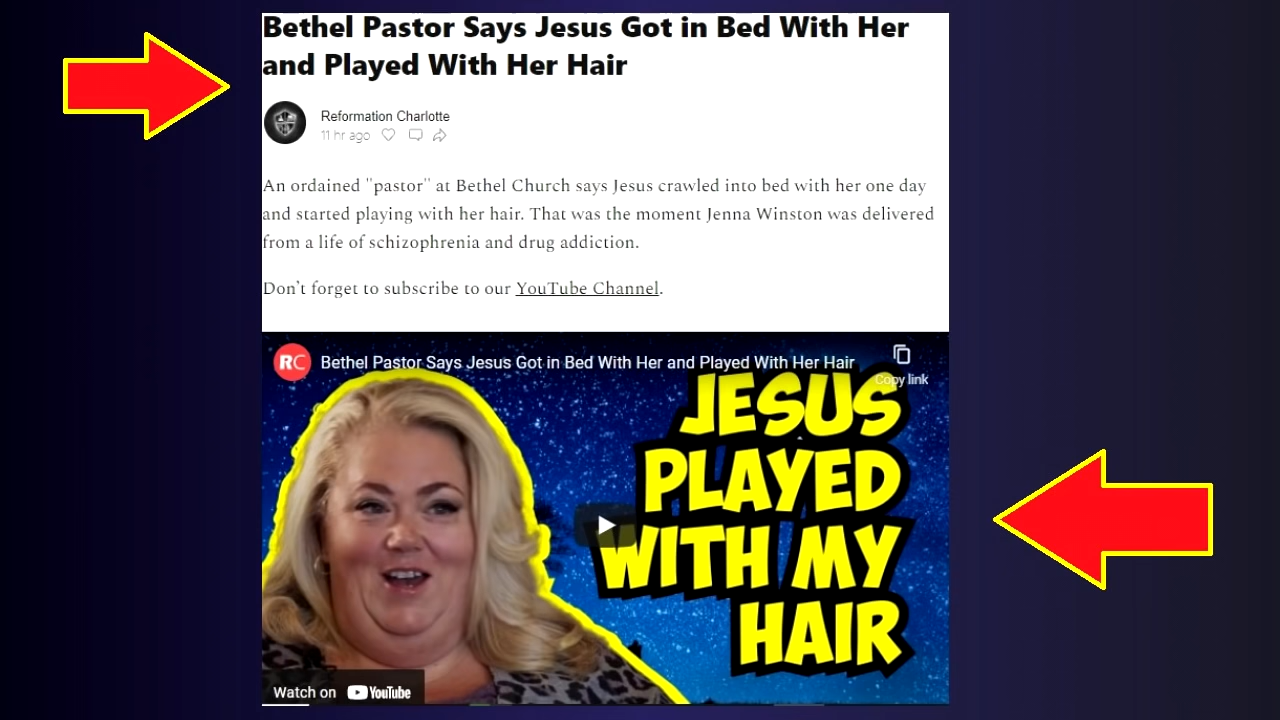 Bethel Pastor Says Jesus Got in Bed With Her
and Played With Her Hair
Reformation Charlotte
11 hr ago
An ordained "pastor" at Bethel Church says Jesus crawled into bed with her one day
and started playing with her hair. That was the moment Jenna Winston was delivered
from a life of schizophrenia and drug addiction.
Don't forget to subscribe to our YouTube Channel.
RC Bethel Pastor Says Jesus Got in Bed With Her and Played With Her Hair
Copy link
JESUS
PLAYED
WITH MY
HAIR
Watch on YouTube